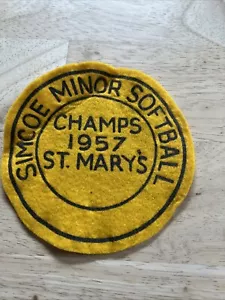 SIMCOE MINOR SOFTBALL
CHAMPS
1957
ST. MARY'S